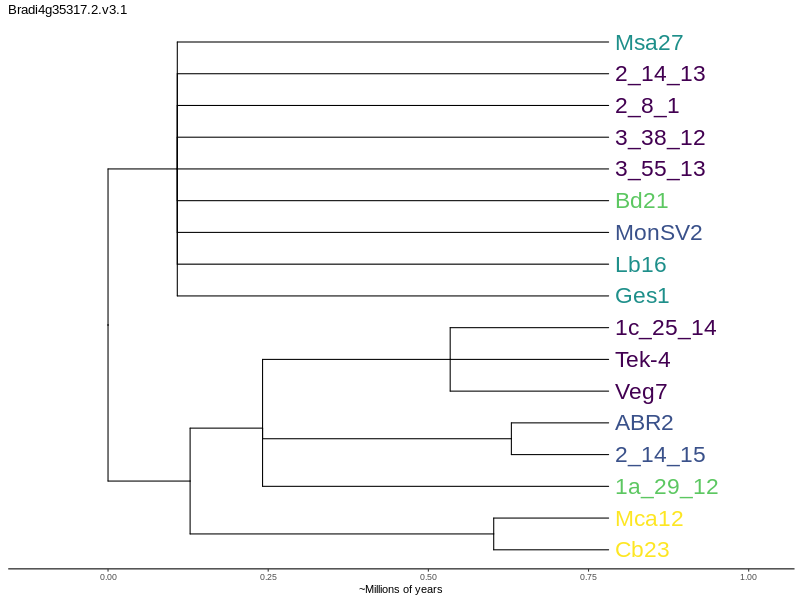 Bradi4g35317.2.v3.1
Msa27
2_14_13
2_8_1
3_38_12
3_55_13
Bd21
MonSV2
Lb16
Ges1
1c_25_14
Tek-4
Veg7
ABR2
2_14_15
1a_29_12
Mca12
Cb23
0.00 0.25 0.50 0.75 1.00
~Millions of years